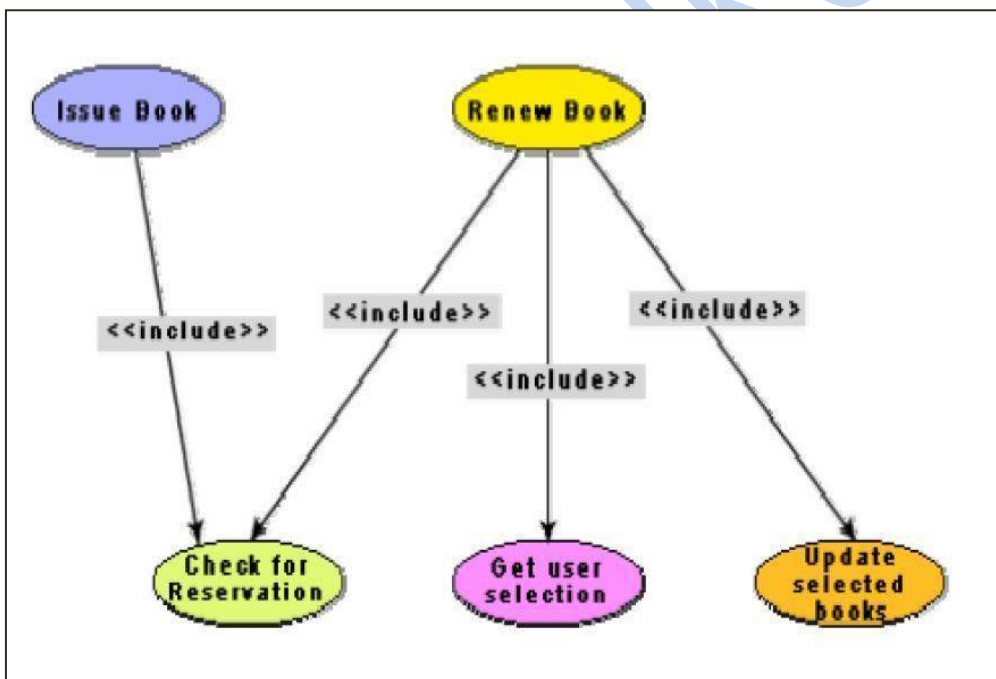 Issue Book
Renew Book
<<include>>
<<include>>
<<include>>
<<include>>
Check for
Reservation
Get user
selection
Update
selected
books